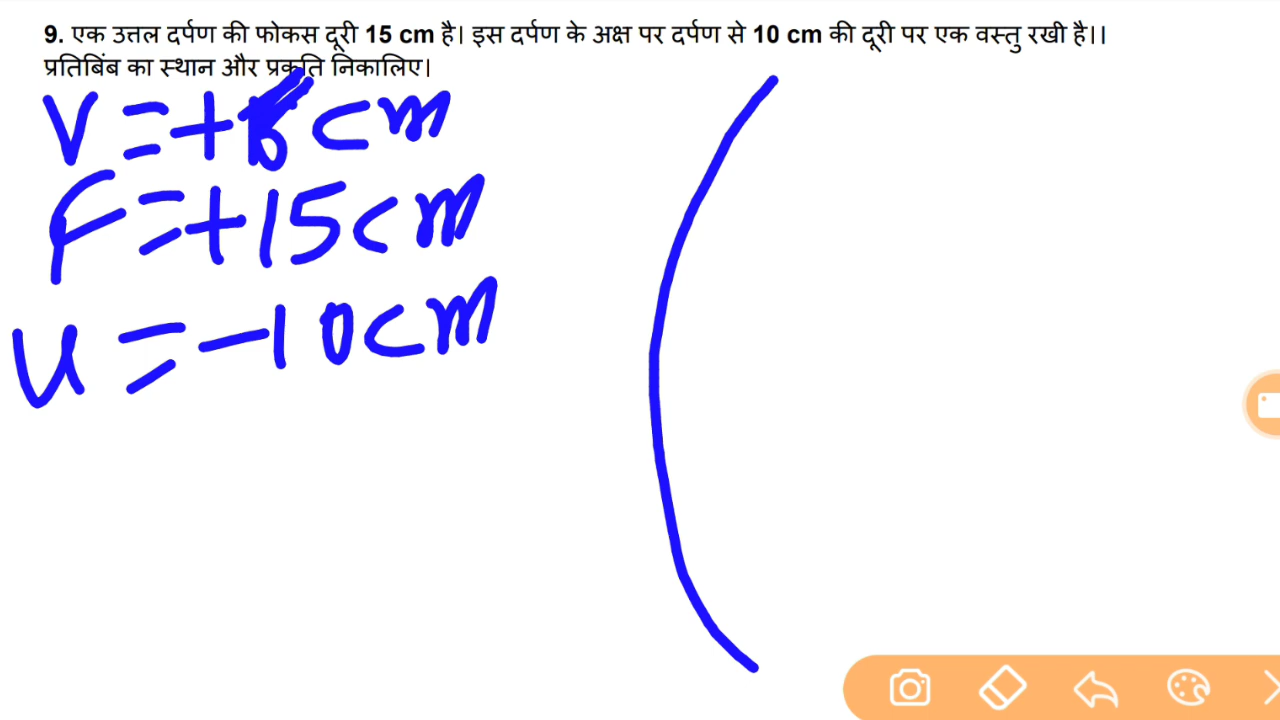 9. एक उत्तल दर्पण की फोकस दूरी 15 cm है। इस दर्पण के अक्ष पर दर्पण से 10 cm की दूरी पर एक वस्तु रखी है।।
प्रतिबिंब का स्थान और प्रकृति निकालिए।
V=+6cm
F=+15cm
u=-10cm